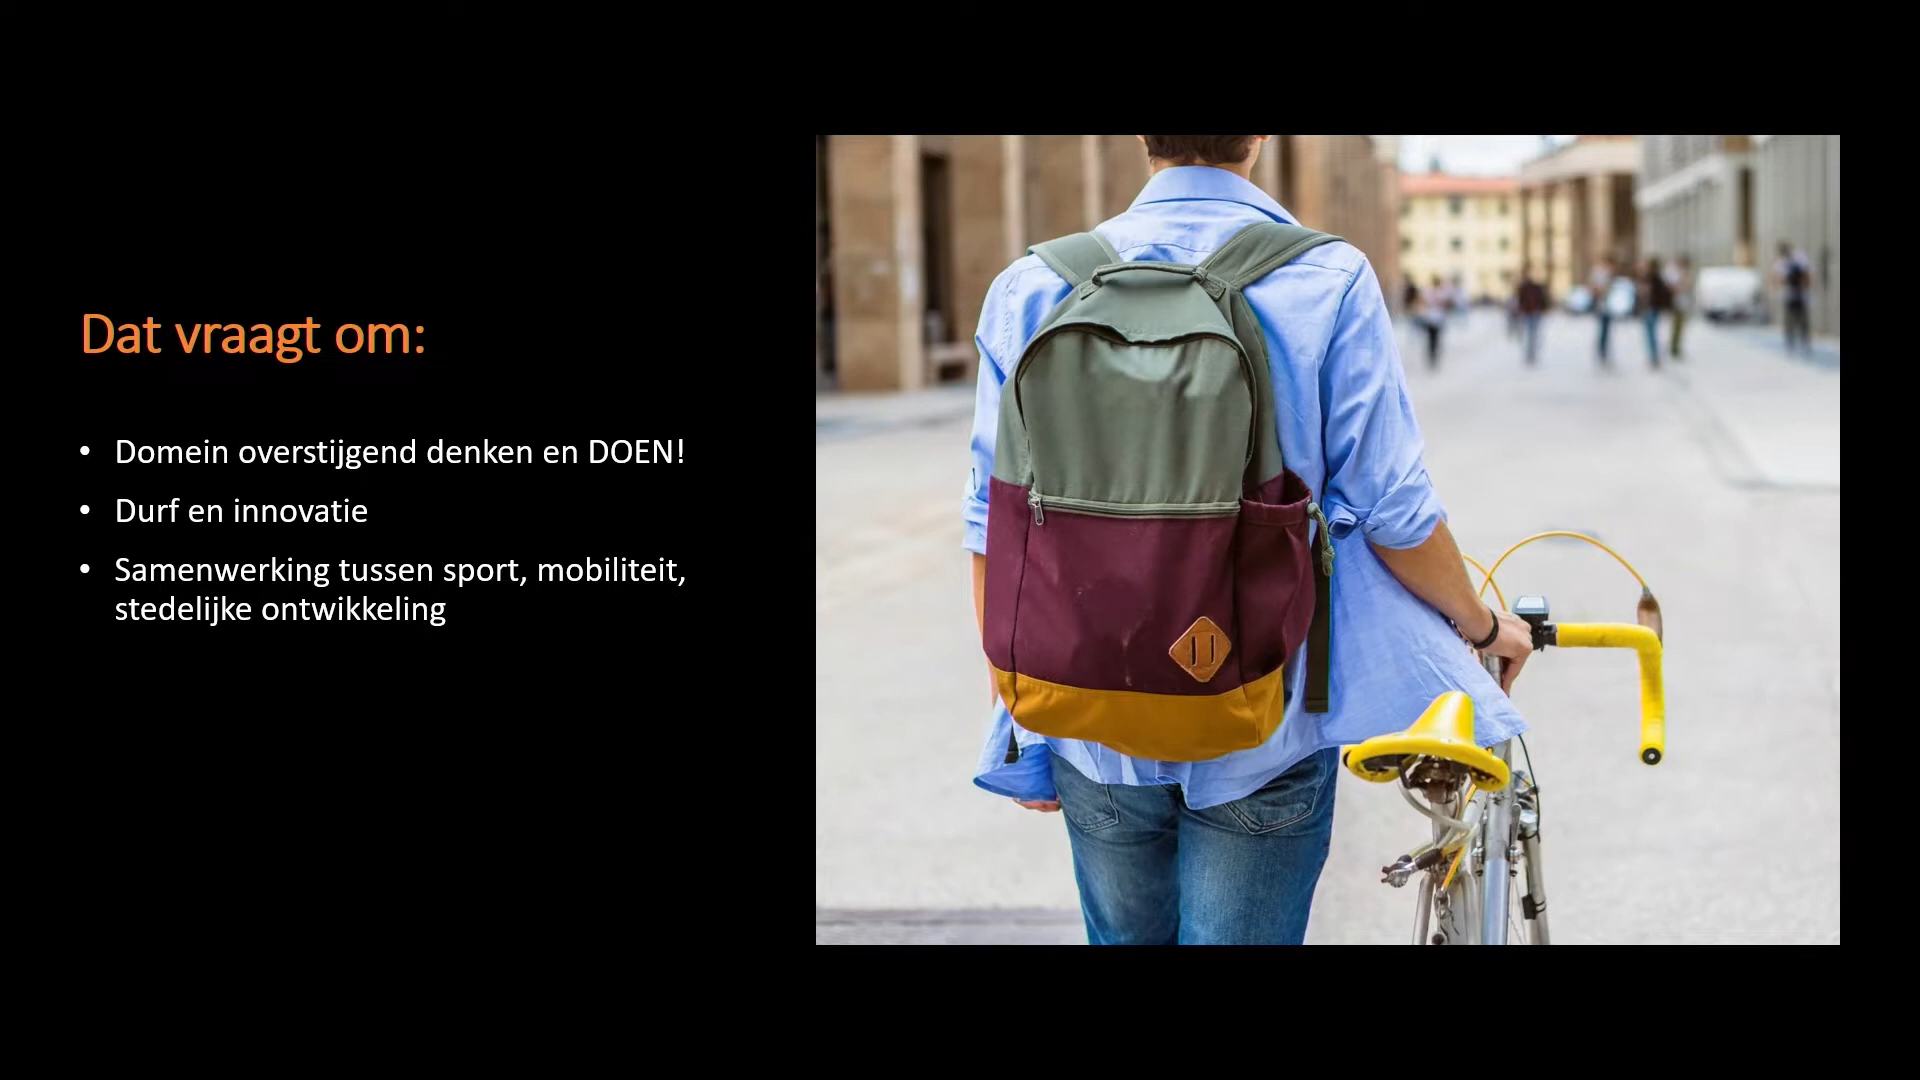 Dat vraagt om:
• Domein overstijgend denken en DOEN!
• Durf en innovatie
• Samenwerking tussen sport, mobiliteit,
stedelijke ontwikkeling